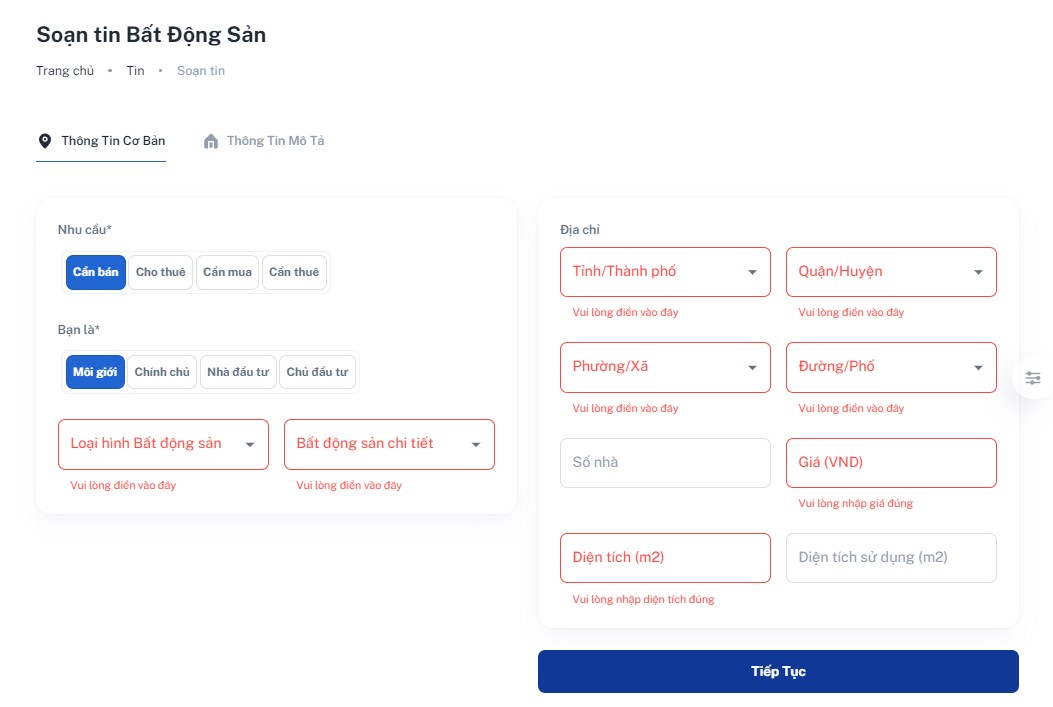 Soạn tin Bất Động Sản
Trang chủ • Tin • Soạn tin
Thông Tin Cơ Bản
Thông Tin Mô Tả
Nhu cầu*
Cần bán
Cho thuê
Cần mua
Cần thuê
Bạn là*
Môi giới
Chính chủ
Nhà đầu tư
Chủ đầu tư
Loại hình Bất động sản
Vui lòng điền vào đây
Bất động sản chi tiết
Vui lòng điền vào đây
Địa chỉ
Tỉnh/Thành phố
Vui lòng điền vào đây
Quận/Huyện
Vui lòng điền vào đây
Phường/Xã
Vui lòng điền vào đây
Đường/Phố
Vui lòng điền vào đây
Số nhà
Giá (VND)
Vui lòng nhập giá đúng
Diện tích (m2)
Vui lòng nhập diện tích đúng
Diện tích sử dụng (m2)
Tiếp Tục